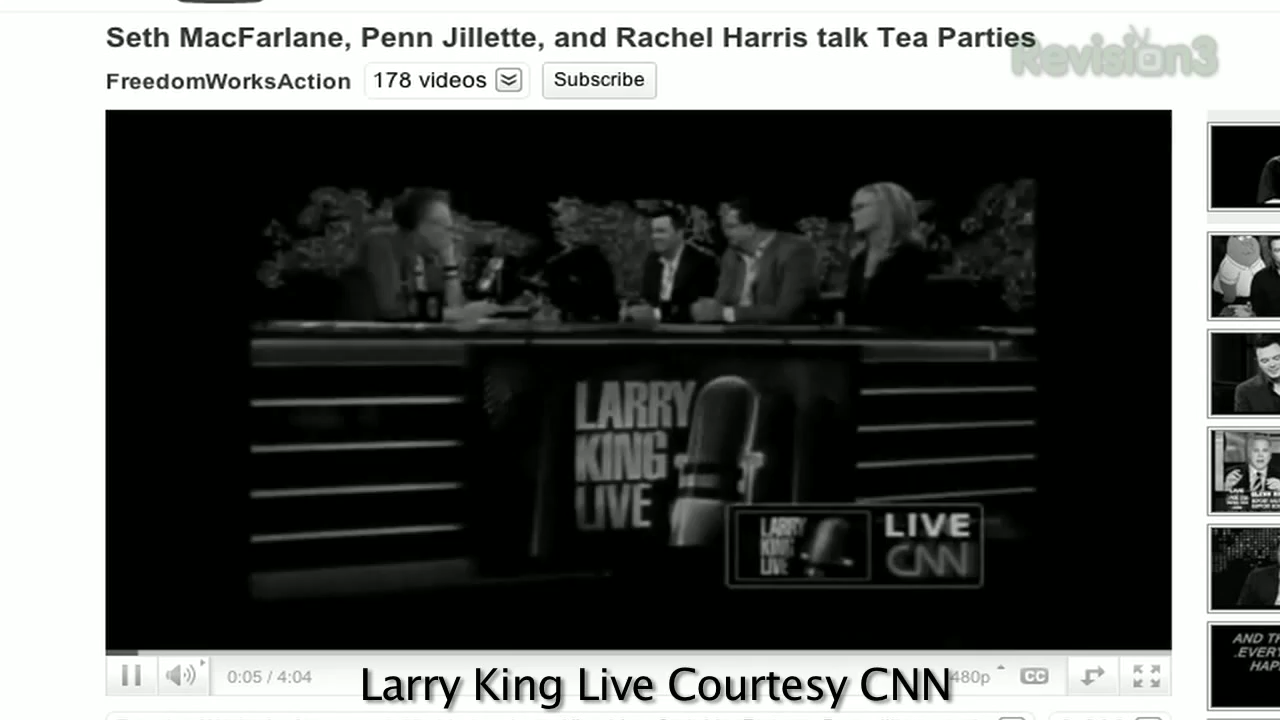 Seth MacFarlane, Penn Jillette, and Rachel Harris talk Tea Parties
Revision3
FreedomWorksAction 178 videos Subscribe
LARRY
KING
LIVE
LARRY
KING
LIVE
LIVE
CNN
AND
EVERY
HAP
0:05 / 4:04
480p
CC
Larry King Live Courtesy CNN